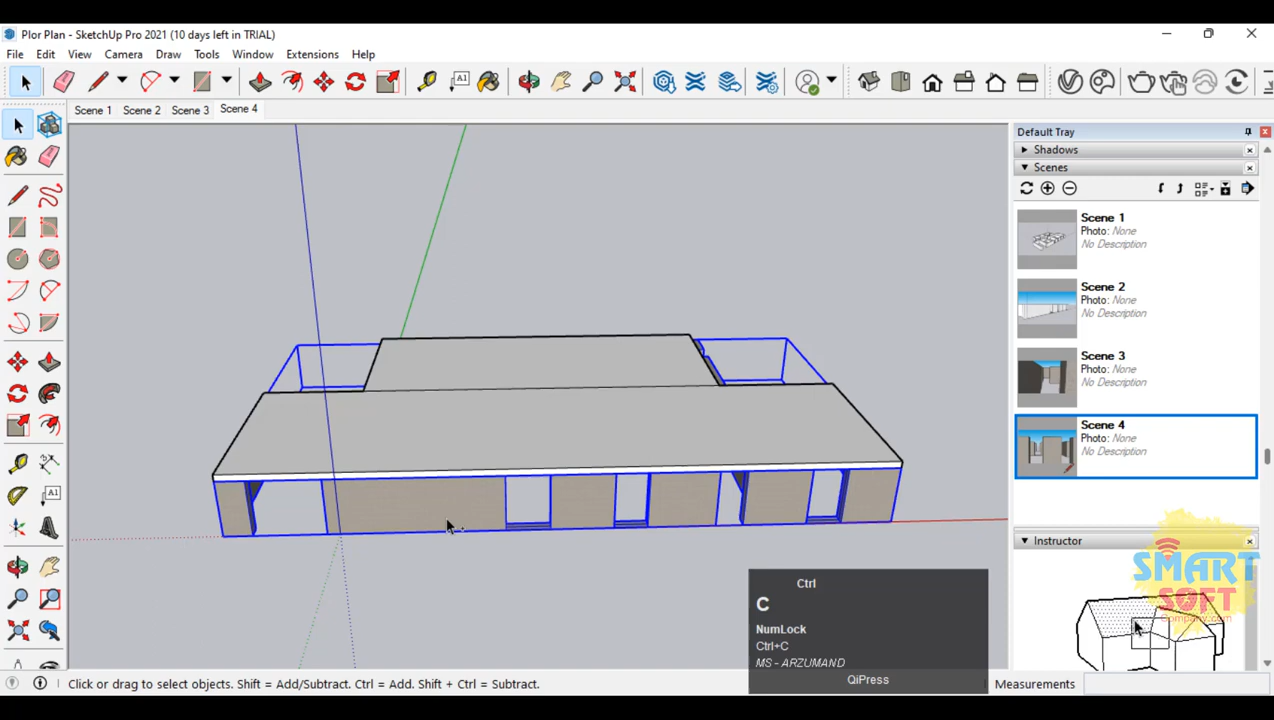 Plor Plan - SketchUp Pro 2021 (10 days left in TRIAL)
File Edit View Camera Draw Tools Window Extensions Help
A1
Scene 1 Scene 2 Scene 3 Scene 4
Default Tray
Shadows
Scenes
Scene 1
Photo: None
No Description
Scene 2
Photo: None
No Description
Scene 3
Photo: None
No Description
Scene 4
Photo: None
No Description
A1
Instructor
SMART
SOFT
Company.com
Ctrl
C
NumLock
Ctrl+C
MS - ARZUMAND
QiPress
Click or drag to select objects. Shift = Add/Subtract. Ctrl = Add. Shift + Ctrl = Subtract.
Measurements